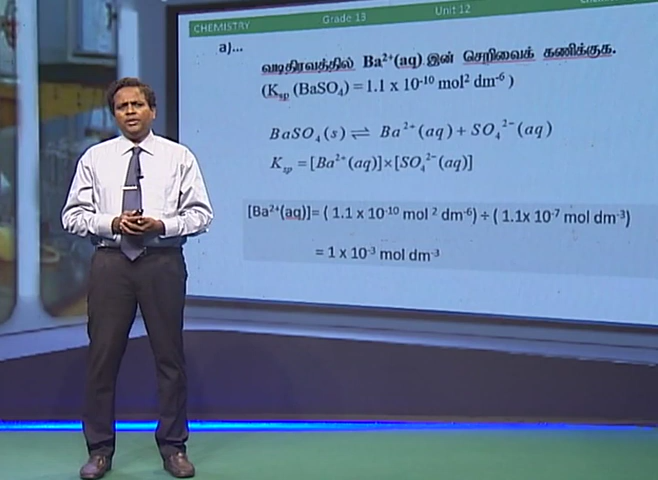 CHEMISTRY Grade 13 Unit 12
a)...
வடிதிரவத்தில் Ba²⁺(aq) இன் செறிவைக் கணிக்குக.
(Kₛₚ (BaSO₄) = 1.1 x 10⁻¹⁰ mol² dm⁻⁶ )
BaSO₄(s) ⇌ Ba²⁺(aq) + SO₄²⁻(aq)
Kₛₚ = [Ba²⁺(aq)]×[SO₄²⁻(aq)]
[Ba²⁺(aq)]= ( 1.1 x 10⁻¹⁰ mol ² dm⁻⁶) ÷ ( 1.1x 10⁻⁷ mol dm⁻³)
= 1 x 10⁻³ mol dm⁻³